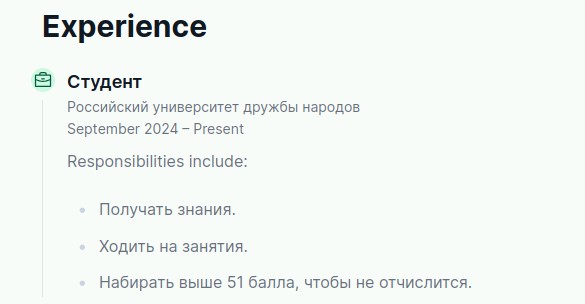 Experience
Студент
Российский университет дружбы народов
September 2024 – Present
Responsibilities include:
Получать знания.
Ходить на занятия.
Набирать выше 51 балла, чтобы не отчислится.